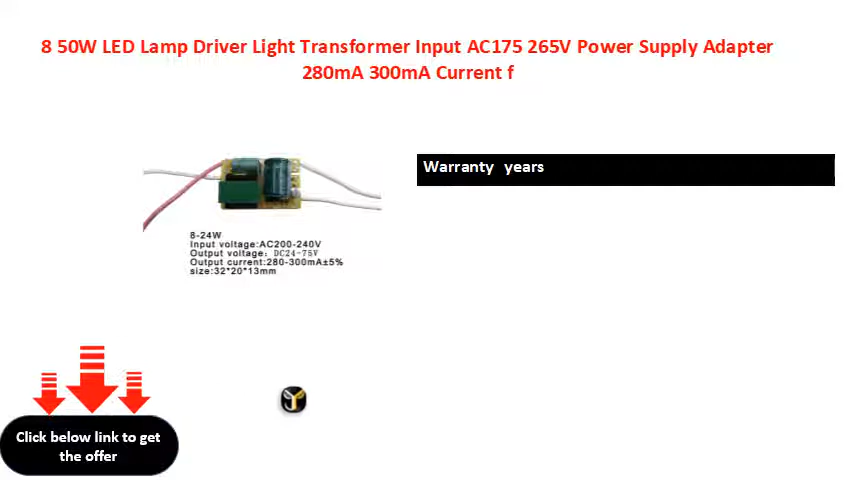 8 50W LED Lamp Driver Light Transformer Input AC175 265V Power Supply Adapter
280mA 300mA Current f
Warranty years
8-24W
Input voltage:AC200-240V
Output voltage: DC24-75V
Output current:280-300mA±5%
size:32*20*13mm
Click below link to get
the offer